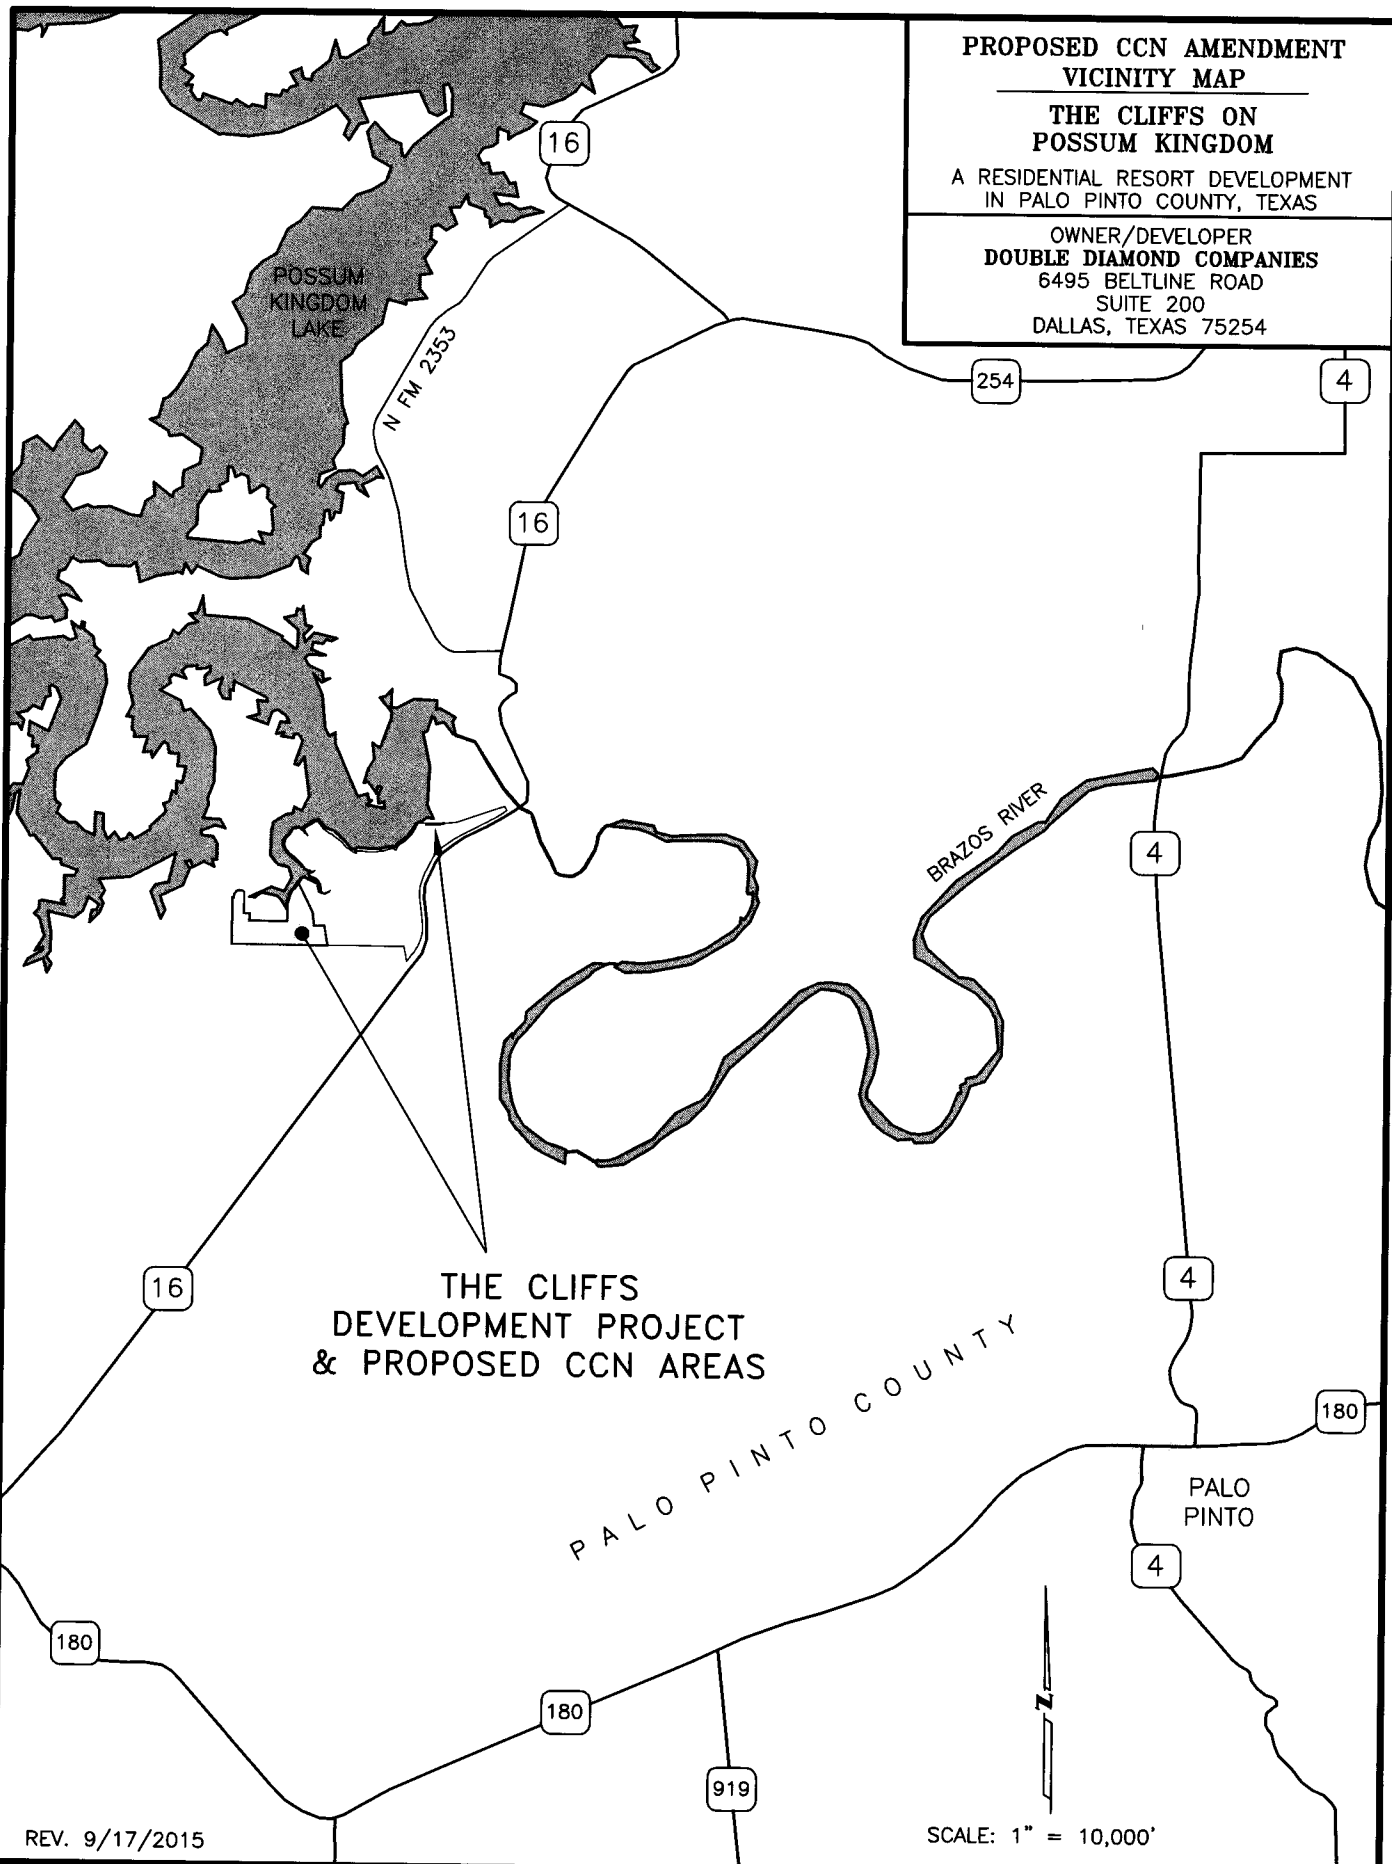 PROPOSED CCN AMENDMENT
VICINITY MAP
THE CLIFFS ON
POSSUM KINGDOM
A RESIDENTIAL RESORT DEVELOPMENT
IN PALO PINTO COUNTY, TEXAS
OWNER/DEVELOPER
DOUBLE DIAMOND COMPANIES
6495 BELTLINE ROAD
SUITE 200
DALLAS, TEXAS 75254
16
POSSUM
KINGDOM
LAKE
N FM 2353
254
4
16
BRAZOS RIVER
4
16
4
THE CLIFFS
DEVELOPMENT PROJECT
& PROPOSED CCN AREAS
PALO PINTO COUNTY
180
PALO
PINTO
4
180
180
919
N
REV. 9/17/2015
SCALE: 1" = 10,000'